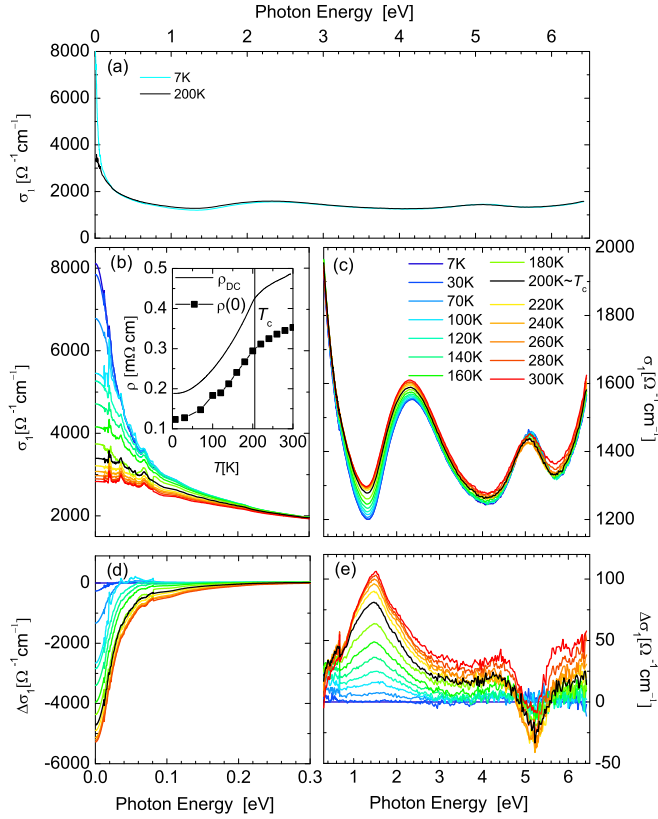 Photon Energy [eV]
0 1 2 3 4 5 6
8000
6000
4000
2000
0
σ₁ [Ω⁻¹cm⁻¹]
(a)
7K
200K
(b)
8000
6000
4000
2000
σ₁[Ω⁻¹cm⁻¹]
0.5
0.4
0.3
0.2
0.1
ρ [mΩ cm]
ρDC
ρ(0)
Tc
0 100 200 300
T[K]
(c)
7K
30K
70K
100K
120K
140K
160K
180K
200K~Tc
220K
240K
260K
280K
300K
2000
1800
1600
1400
1200
σ₁[Ω⁻¹cm⁻¹]
(d)
0
-2000
-4000
-6000
Δσ₁[Ω⁻¹cm⁻¹]
0.0 0.1 0.2 0.3
Photon Energy [eV]
(e)
100
50
0
-50
Δσ₁[Ω⁻¹cm⁻¹]
1 2 3 4 5 6
Photon Energy [eV]